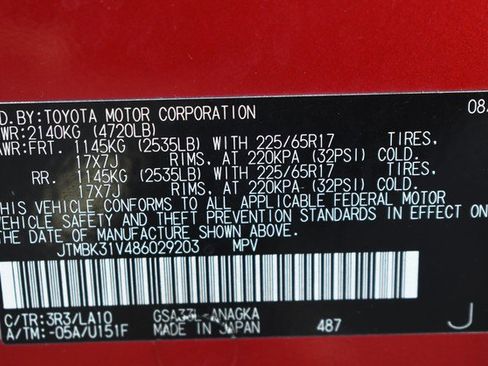 D. BY: TOYOTA MOTOR CORPORATION 08
WR: 2140KG (4720LB)
AWR: FRT. 1145KG (2535LB) WITH 225/65R17 TIRES,
17X7J RIMS, AT 220KPA (32PSI) COLD.
RR. 1145KG (2535LB) WITH 225/65R17 TIRES,
17X7J RIMS, AT 220KPA (32PSI) COLD.
THIS VEHICLE CONFORMS TO ALL APPLICABLE FEDERAL MOTOR
VEHICLE SAFETY AND THEFT PREVENTION STANDARDS IN EFFECT ON
THE DATE OF MANUFACTURE SHOWN ABOVE.
JTMBK31V486029203 MPV
C/TR: 3R3/LA10 GSA33L-ANAGKA
A/TM: -05A/U151F MADE IN JAPAN 487 J